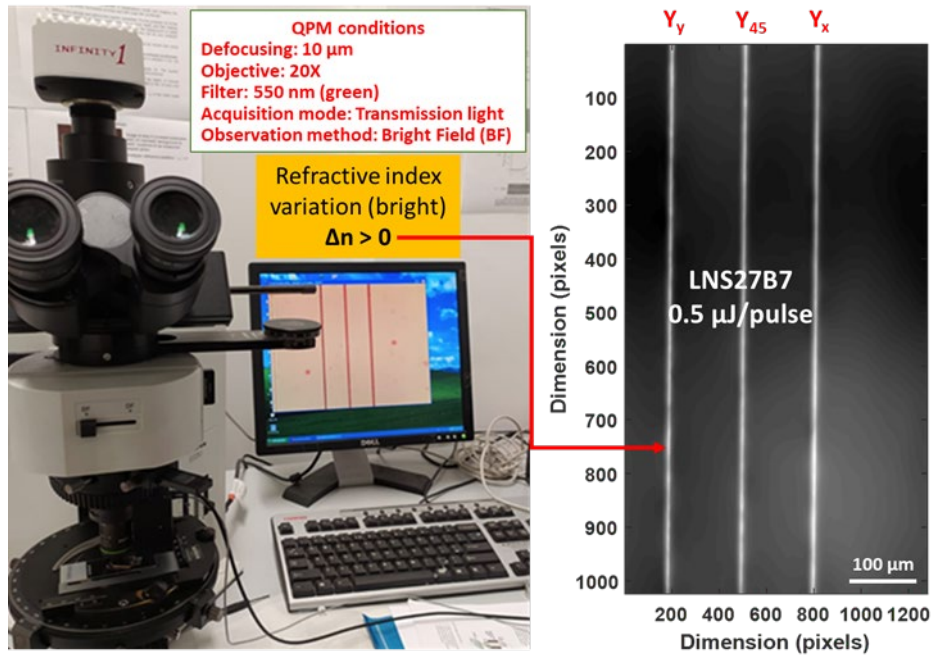 INFINITY1
QPM conditions
Defocusing: 10 µm
Objective: 20X
Filter: 550 nm (green)
Acquisition mode: Transmission light
Observation method: Bright Field (BF)
Refractive index
variation (bright)
Δn > 0
DELL
Yy Y45 Yx
100
200
300
400
500
600
700
800
900
1000
Dimension (pixels)
LNS27B7
0.5 µJ/pulse
100 µm
200 400 600 800 1000 1200
Dimension (pixels)